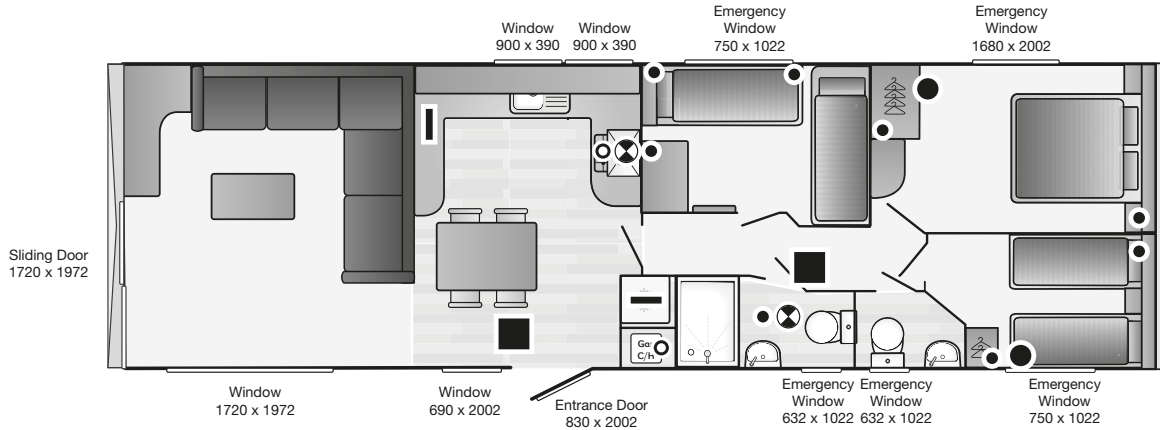 Window
900 x 390
Window
900 x 390
Emergency
Window
750 x 1022
Emergency
Window
1680 x 2002
Sliding Door
1720 x 1972
Gas
C/H
Window
1720 x 1972
Window
690 x 2002
Entrance Door
830 x 2002
Emergency
Window
632 x 1022
Emergency
Window
632 x 1022
Emergency
Window
750 x 1022